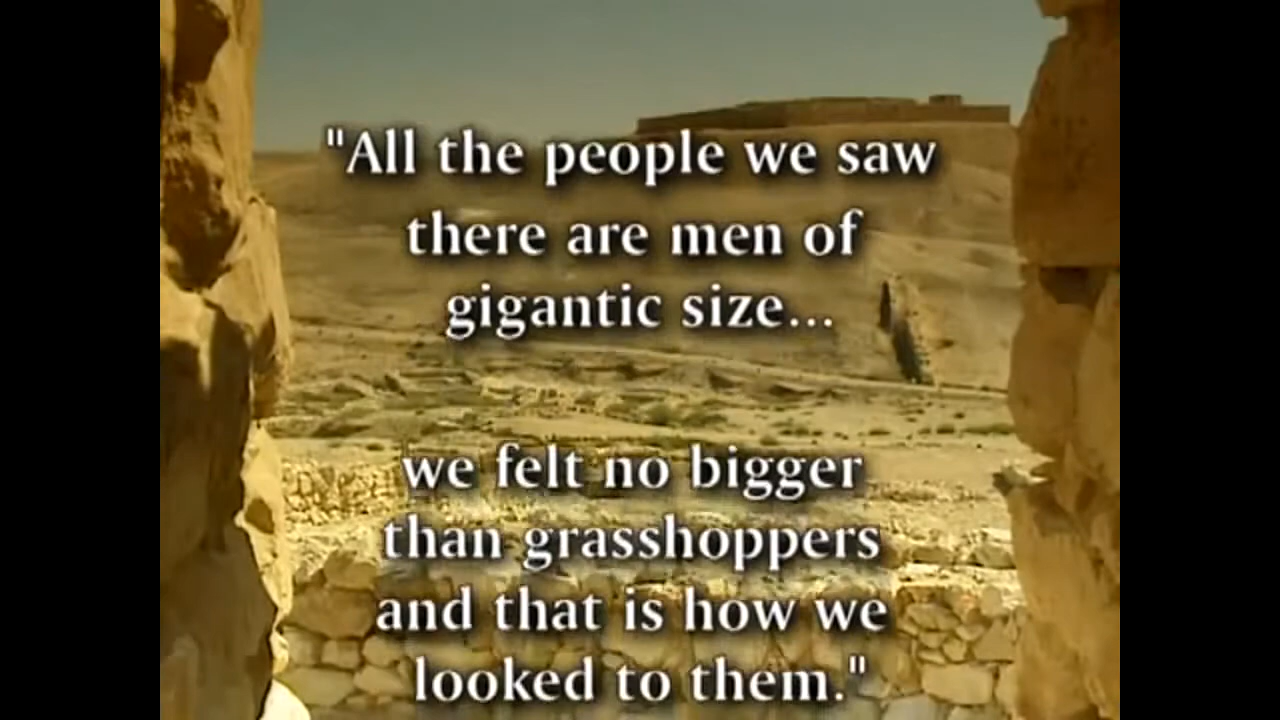 "All the people we saw
there are men of
gigantic size...
we felt no bigger
than grasshoppers
and that is how we
looked to them."